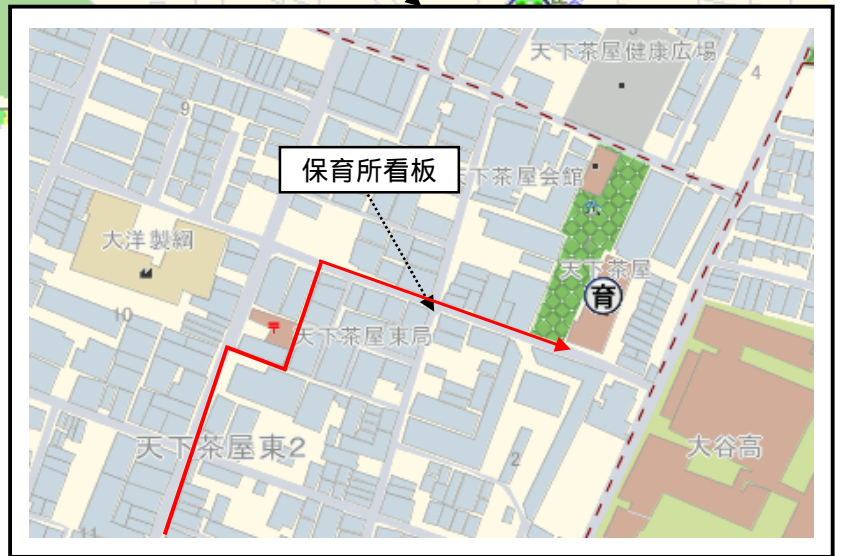 天下茶屋健康広場
4
9
保育所看板
天下茶屋会館
大洋製綱
天下茶屋
育
10
〒
天下茶屋東局
天下茶屋東2
2
大谷高
11